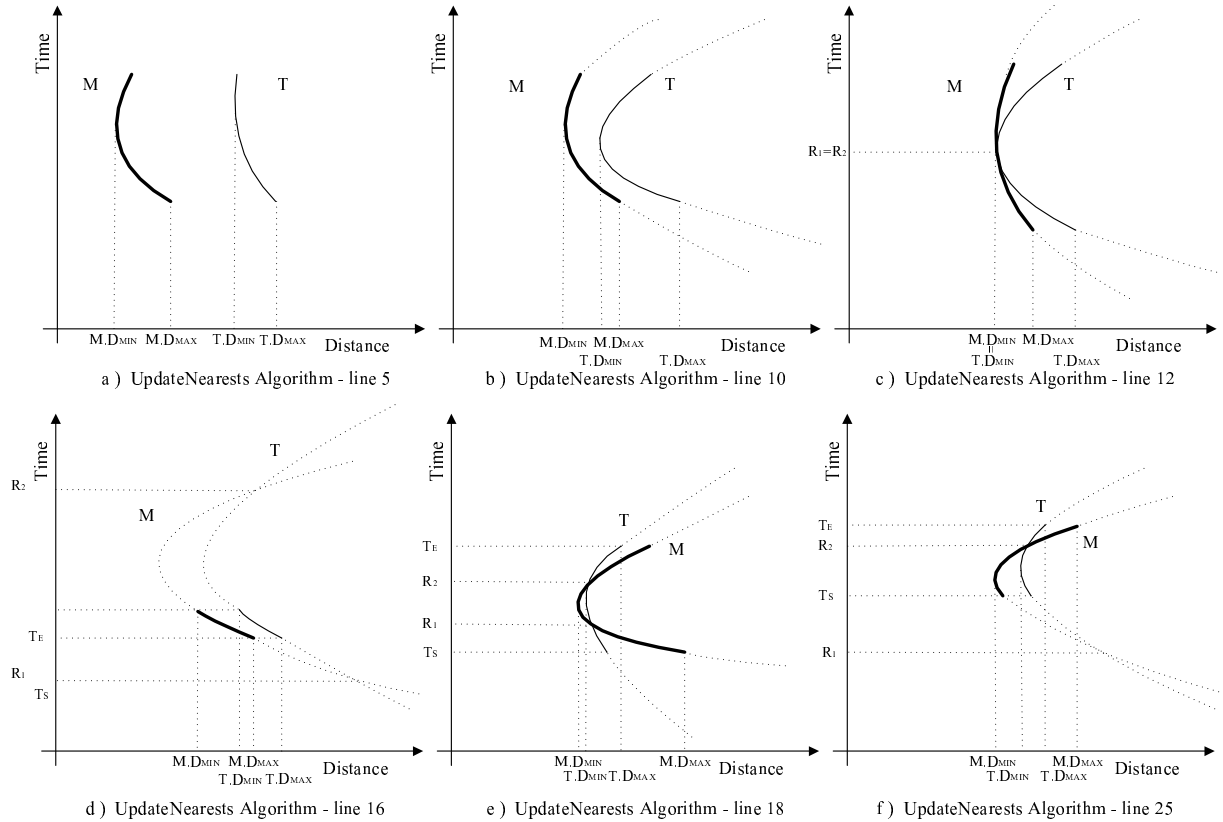 Time
M
T
M.DMIN M.DMAX T.DMIN T.DMAX
Distance
a ) UpdateNearests Algorithm - line 5
Time
M
T
M.DMIN M.DMAX
T.DMIN T.DMAX
Distance
b ) UpdateNearests Algorithm - line 10
Time
M
T
R1=R2
M.DMIN M.DMAX
=
T.DMIN T.DMAX
Distance
c ) UpdateNearests Algorithm - line 12
Time
T
R2
M
TE
R1
TS
M.DMIN M.DMAX
T.DMIN T.DMAX
Distance
d ) UpdateNearests Algorithm - line 16
Time
T
TE
M
R2
R1
TS
M.DMIN M.DMAX
T.DMIN T.DMAX
Distance
e ) UpdateNearests Algorithm - line 18
Time
T
TE
R2
M
TS
R1
M.DMIN M.DMAX
T.DMIN T.DMAX
Distance
f ) UpdateNearests Algorithm - line 25